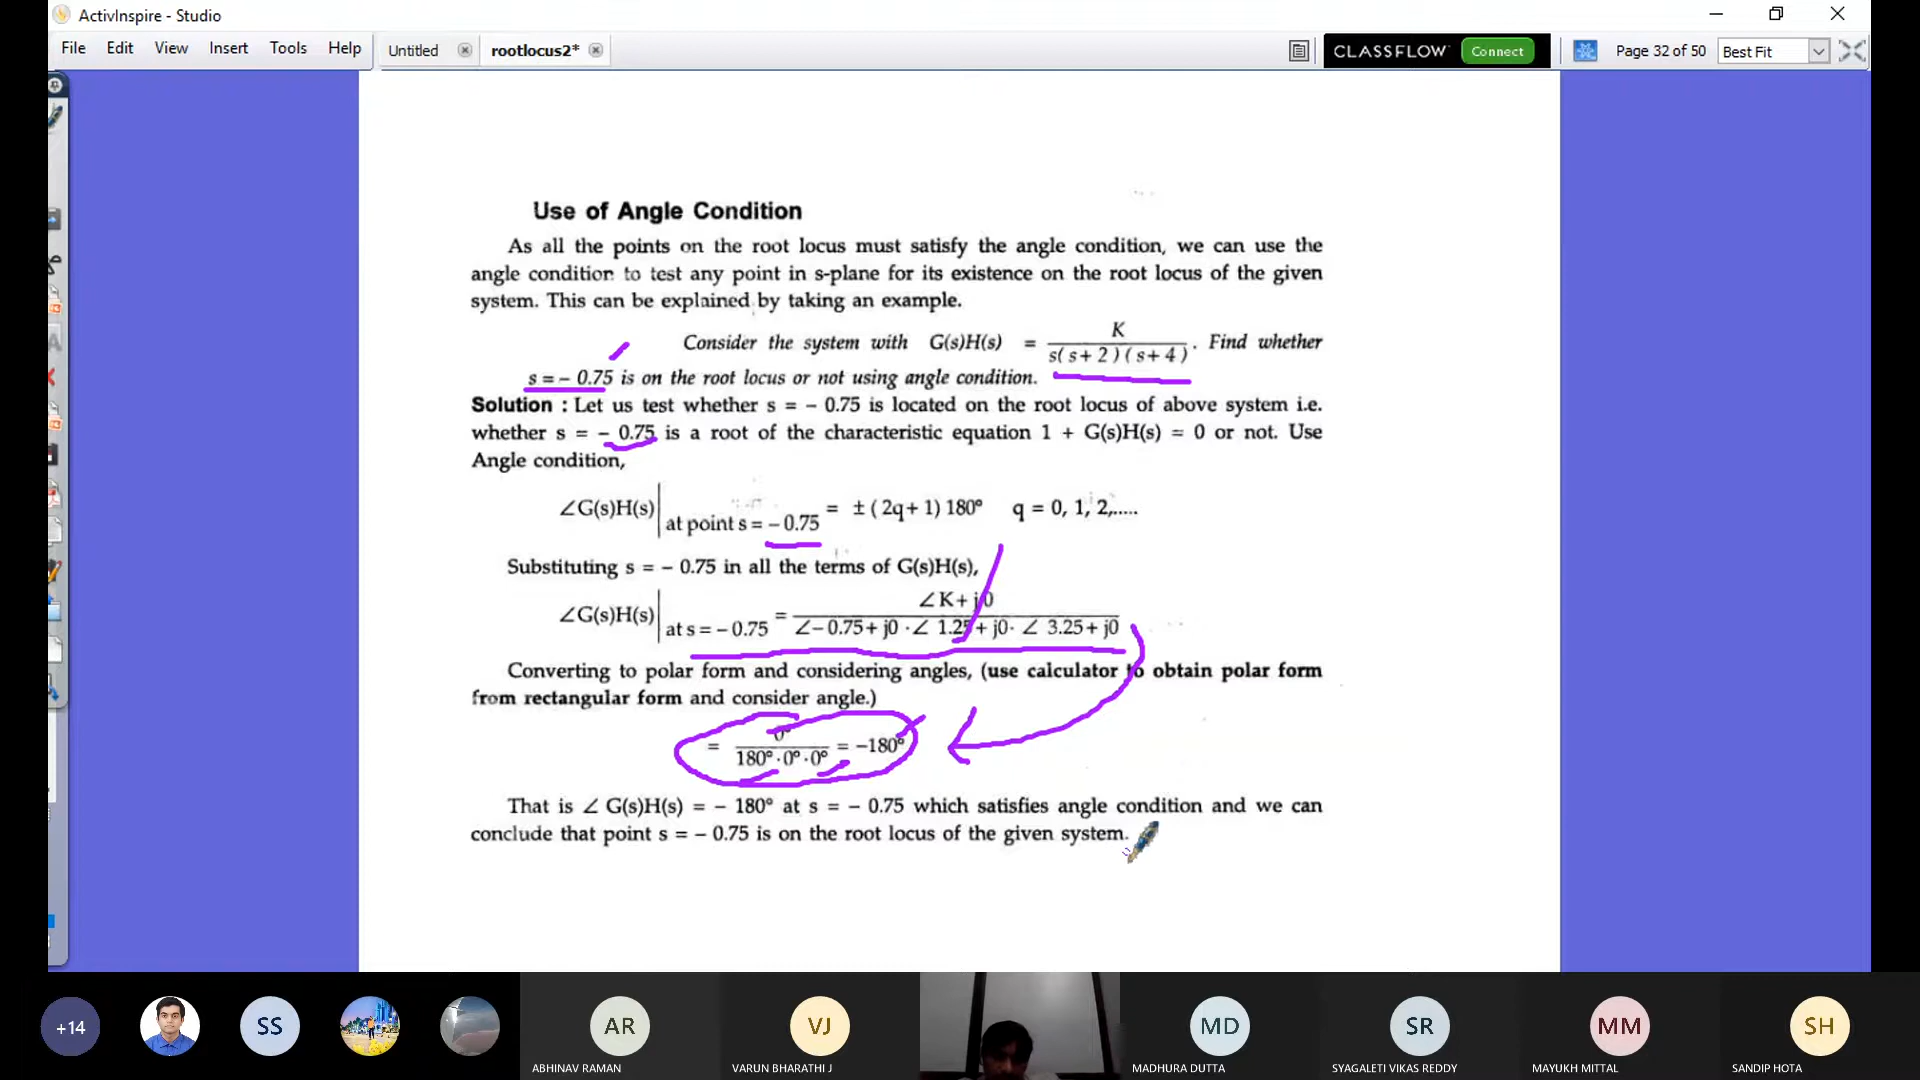 ActivInspire - Studio
File Edit View Insert Tools Help
Untitled rootlocus2*
CLASSFLOW Connect
Page 32 of 50 Best Fit
Use of Angle Condition
As all the points on the root locus must satisfy the angle condition, we can use the
angle condition to test any point in s-plane for its existence on the root locus of the given
system. This can be explained by taking an example.
Consider the system with G(s)H(s) = K / s(s+2)(s+4). Find whether
s = – 0.75 is on the root locus or not using angle condition.
Solution : Let us test whether s = – 0.75 is located on the root locus of above system i.e.
whether s = – 0.75 is a root of the characteristic equation 1 + G(s)H(s) = 0 or not. Use
Angle condition,
∠G(s)H(s)| at point s = – 0.75 = ± (2q+1) 180° q = 0, 1, 2,.....
Substituting s = – 0.75 in all the terms of G(s)H(s),
∠G(s)H(s)| at s = – 0.75 = ∠K+ j0 / ∠– 0.75+ j0 · ∠ 1.25+ j0 · ∠ 3.25+ j0
Converting to polar form and considering angles, (use calculator to obtain polar form
from rectangular form and consider angle.)
= 0° / 180° · 0° · 0° = –180°
That is ∠ G(s)H(s) = – 180° at s = – 0.75 which satisfies angle condition and we can
conclude that point s = – 0.75 is on the root locus of the given system.
+14 SS AR VJ MD SR MM SH
ABHINAV RAMAN VARUN BHARATHI J MADHURA DUTTA SYAGALETI VIKAS REDDY MAYUKH MITTAL SANDIP HOTA